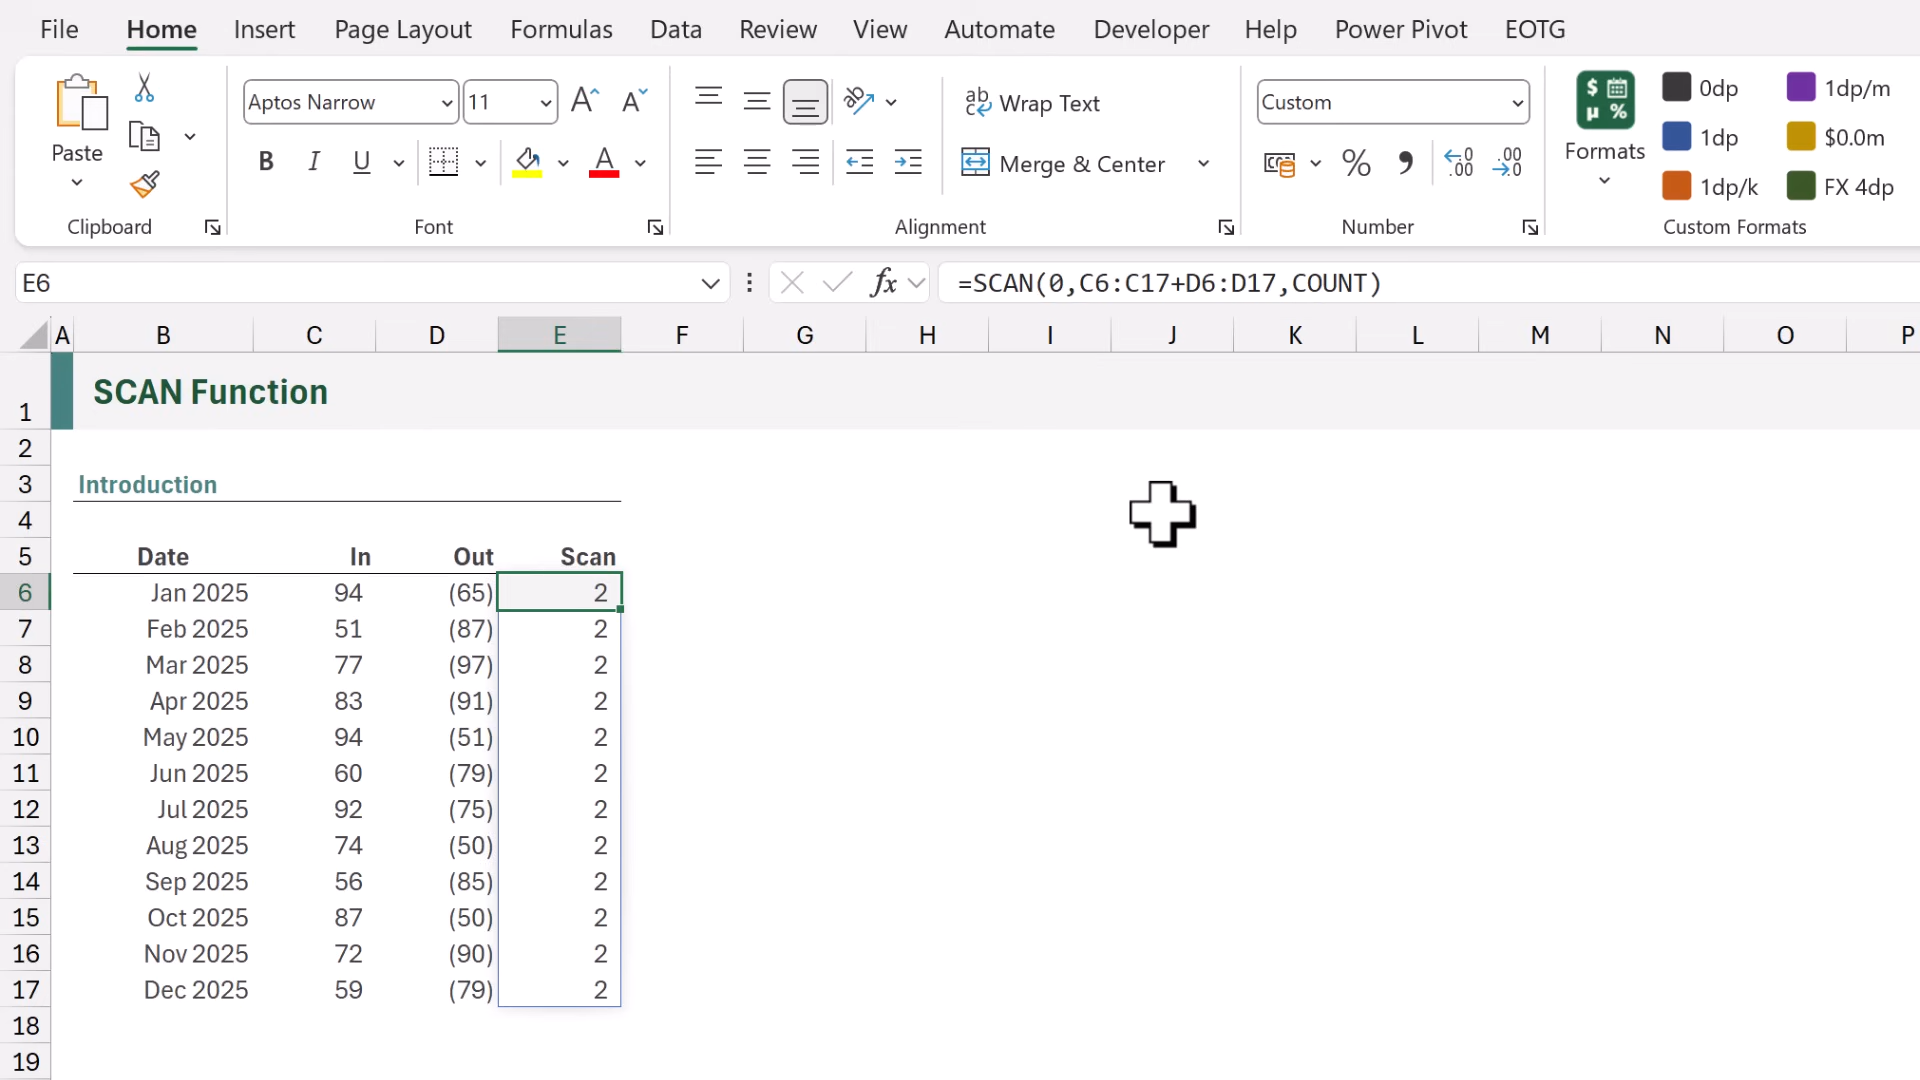 File Home Insert Page Layout Formulas Data Review View Automate Developer Help Power Pivot EOTG
Paste
Clipboard
Aptos Narrow 11 A A
B I U A
Font
ab Wrap Text
Merge & Center
Alignment
Custom
% , .0 .00 .00 .0
Number
$ µ %
Formats
0dp 1dp/m
1dp $0.0m
1dp/k FX 4dp
Custom Formats
E6 fx =SCAN(0,C6:C17+D6:D17,COUNT)
A B C D E F G H I J K L M N O P
1 SCAN Function
2
3 Introduction
4
5 Date In Out Scan
6 Jan 2025 94 (65) 2
7 Feb 2025 51 (87) 2
8 Mar 2025 77 (97) 2
9 Apr 2025 83 (91) 2
10 May 2025 94 (51) 2
11 Jun 2025 60 (79) 2
12 Jul 2025 92 (75) 2
13 Aug 2025 74 (50) 2
14 Sep 2025 56 (85) 2
15 Oct 2025 87 (50) 2
16 Nov 2025 72 (90) 2
17 Dec 2025 59 (79) 2
18
19